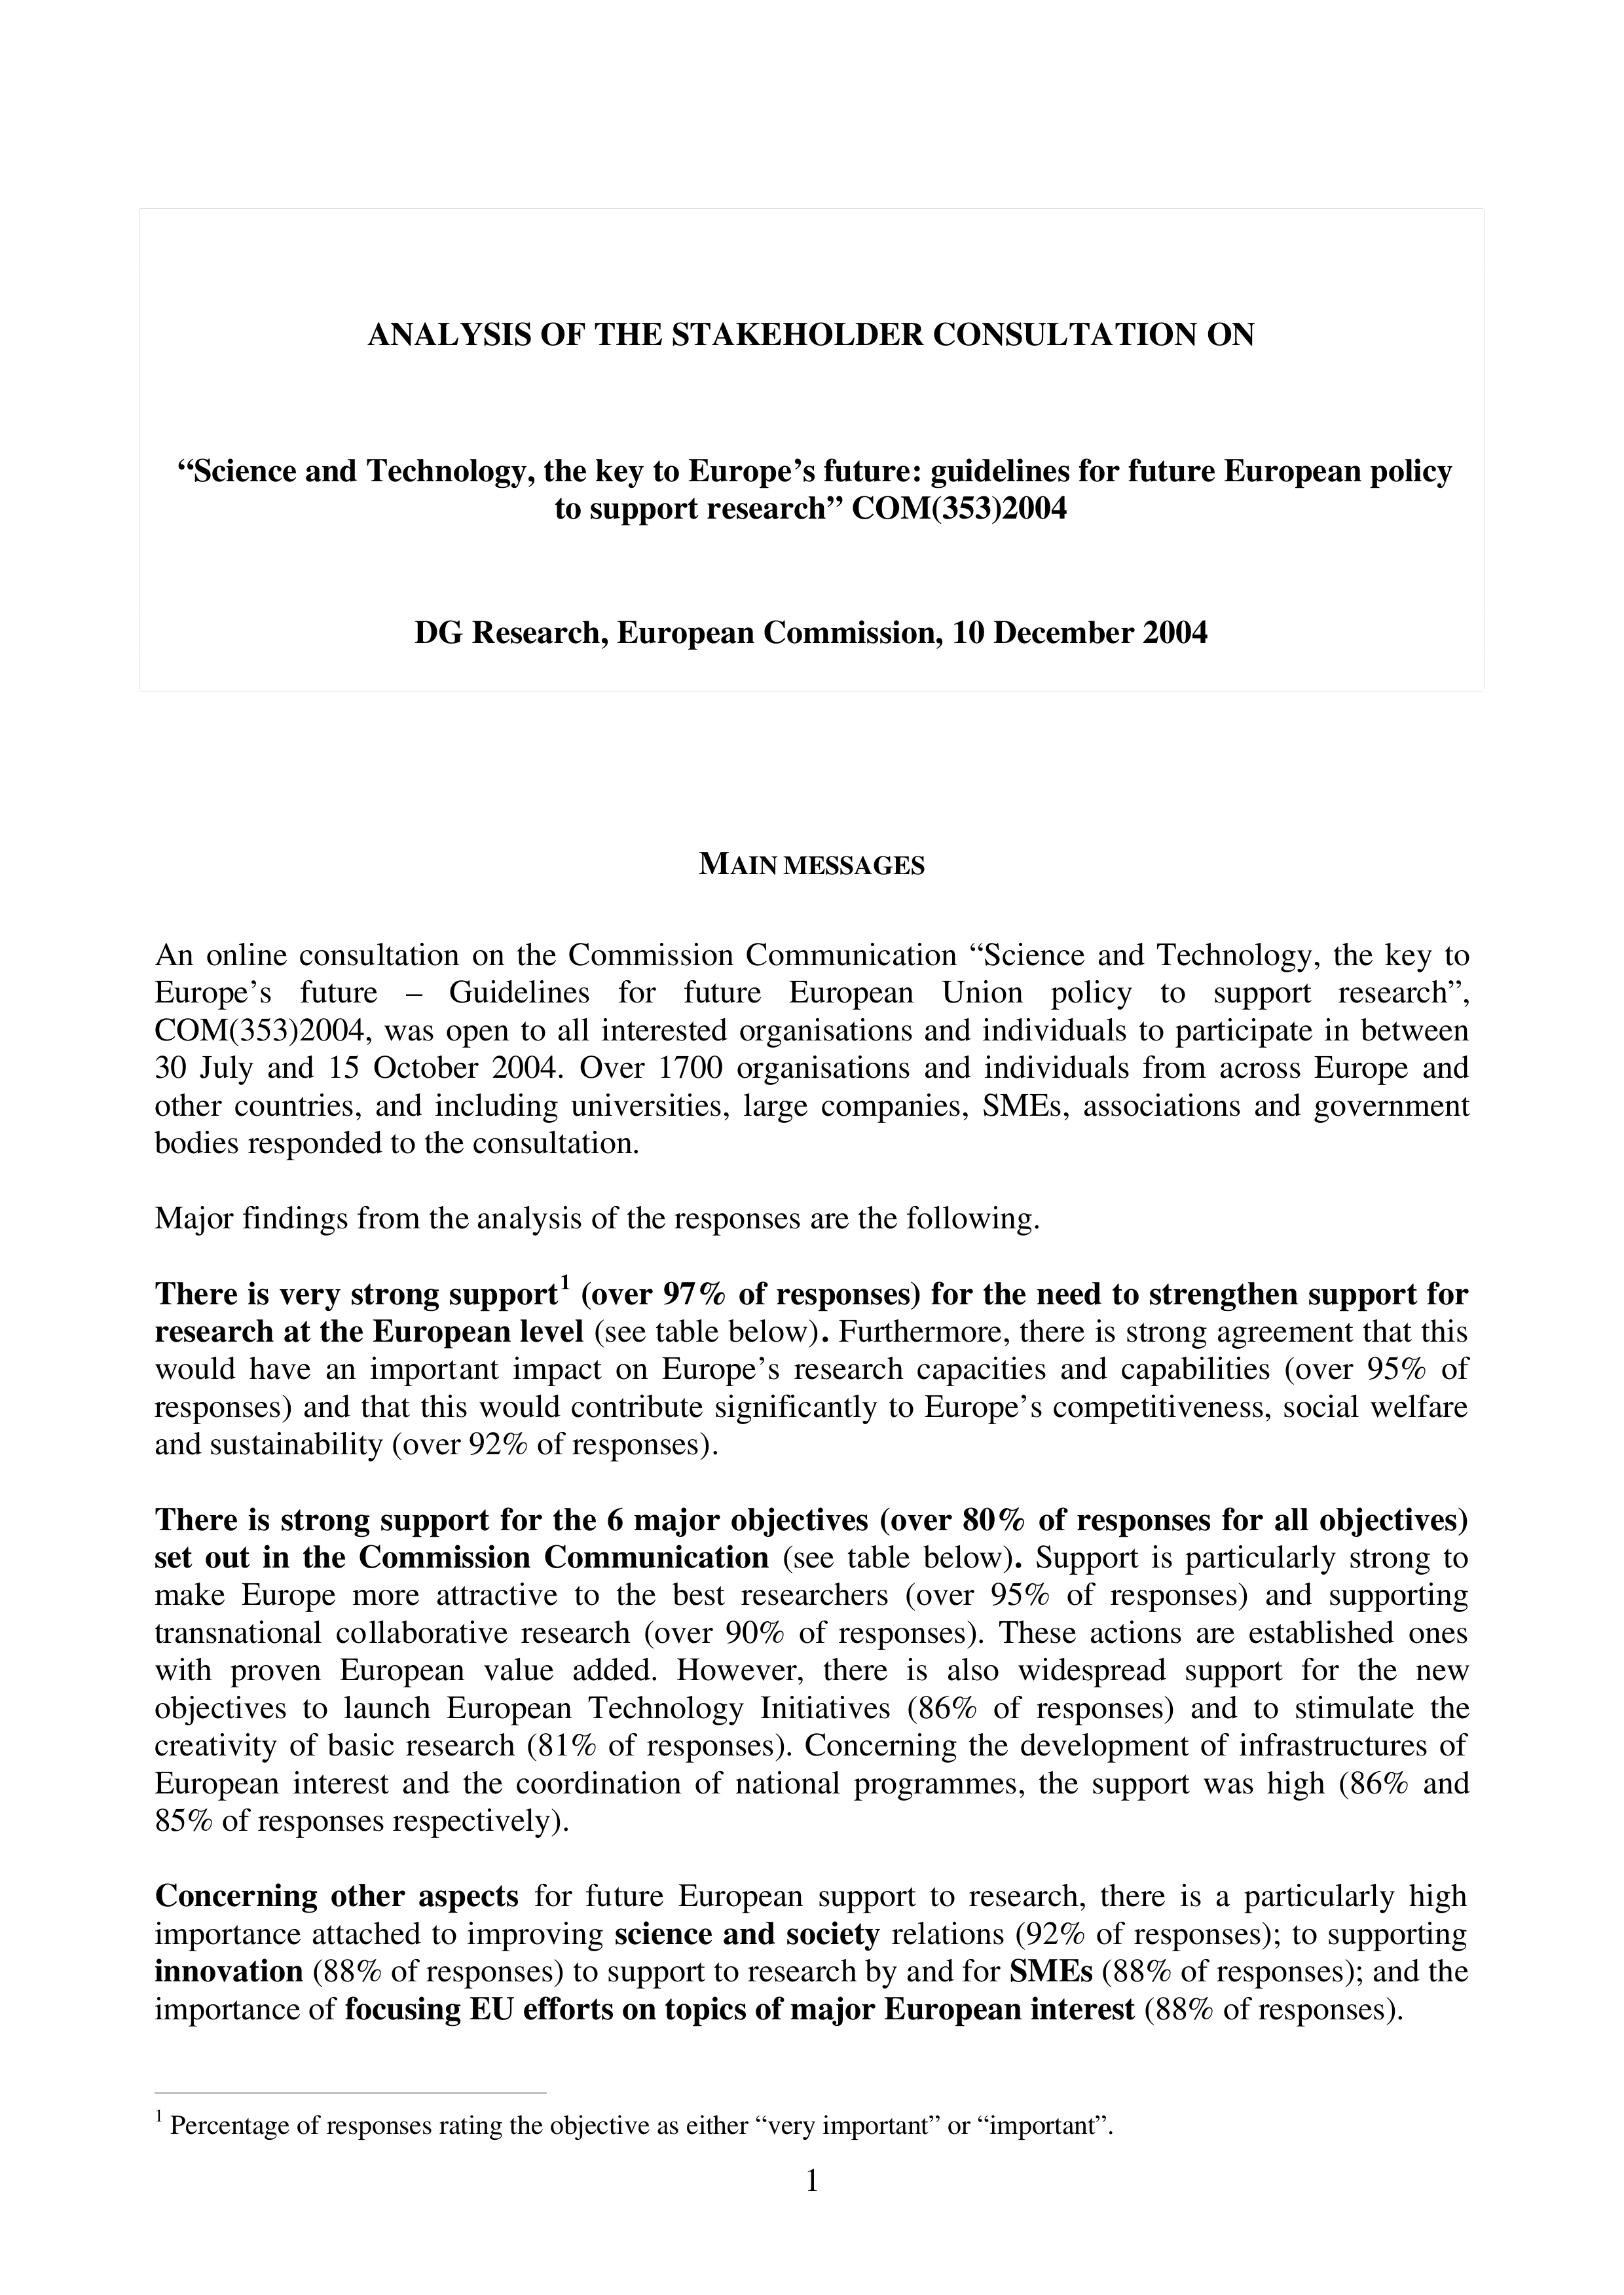 ANALYSIS OF THE STAKEHOLDER CONSULTATION ON
“Science and Technology, the key to Europe’s future: guidelines for future European policy
to support research” COM(353)2004
DG Research, European Commission, 10 December 2004
MAIN MESSAGES
An online consultation on the Commission Communication “Science and Technology, the key to
Europe’s future – Guidelines for future European Union policy to support research”,
COM(353)2004, was open to all interested organisations and individuals to participate in between
30 July and 15 October 2004. Over 1700 organisations and individuals from across Europe and
other countries, and including universities, large companies, SMEs, associations and government
bodies responded to the consultation.
Major findings from the analysis of the responses are the following.
There is very strong support1 (over 97% of responses) for the need to strengthen support for
research at the European level (see table below). Furthermore, there is strong agreement that this
would have an important impact on Europe’s research capacities and capabilities (over 95% of
responses) and that this would contribute significantly to Europe’s competitiveness, social welfare
and sustainability (over 92% of responses).
There is strong support for the 6 major objectives (over 80% of responses for all objectives)
set out in the Commission Communication (see table below). Support is particularly strong to
make Europe more attractive to the best researchers (over 95% of responses) and supporting
transnational collaborative research (over 90% of responses). These actions are established ones
with proven European value added. However, there is also widespread support for the new
objectives to launch European Technology Initiatives (86% of responses) and to stimulate the
creativity of basic research (81% of responses). Concerning the development of infrastructures of
European interest and the coordination of national programmes, the support was high (86% and
85% of responses respectively).
Concerning other aspects for future European support to research, there is a particularly high
importance attached to improving science and society relations (92% of responses); to supporting
innovation (88% of responses) to support to research by and for SMEs (88% of responses); and the
importance of focusing EU efforts on topics of major European interest (88% of responses).
1 Percentage of responses rating the objective as either “very important” or “important”.
1